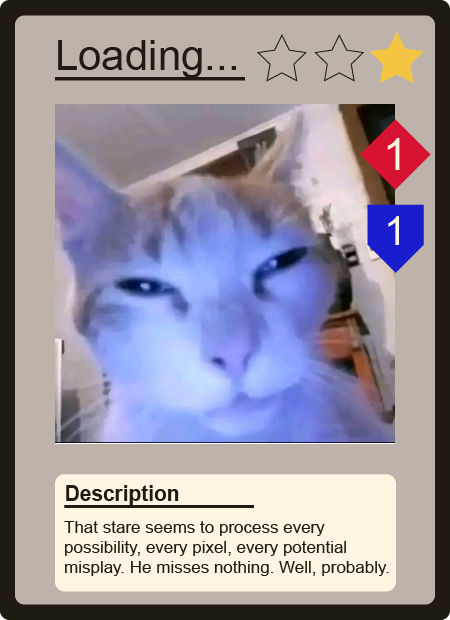 Loading...
1
1
Description
That stare seems to process every
possibility, every pixel, every potential
misplay. He misses nothing. Well, probably.